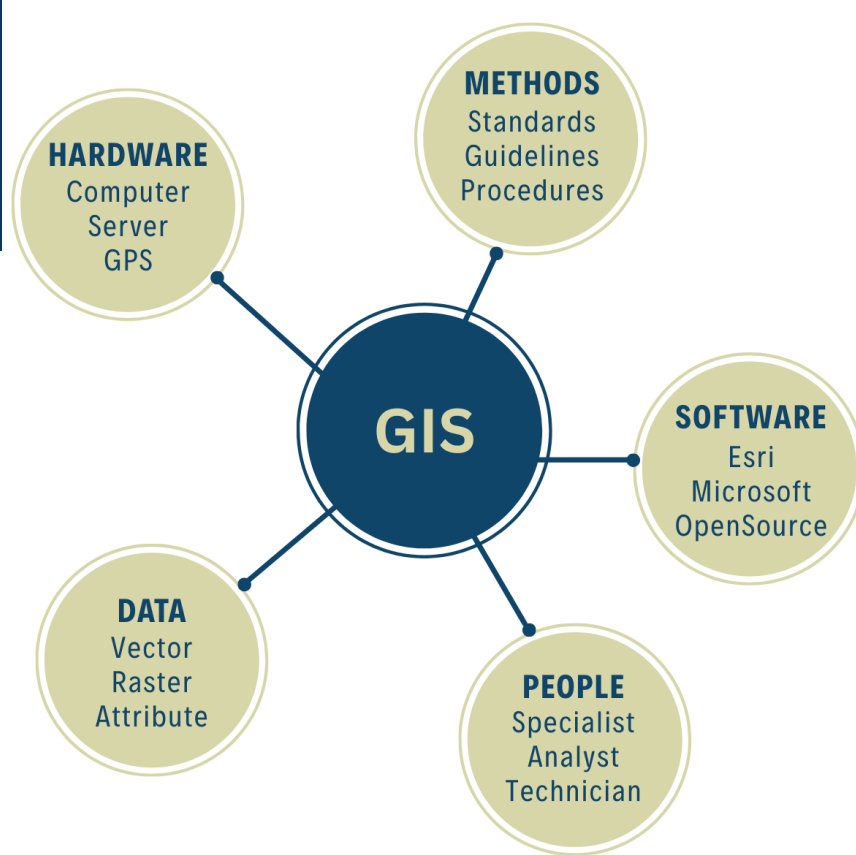 METHODS
Standards
Guidelines
Procedures
HARDWARE
Computer
Server
GPS
GIS
SOFTWARE
Esri
Microsoft
OpenSource
DATA
Vector
Raster
Attribute
PEOPLE
Specialist
Analyst
Technician